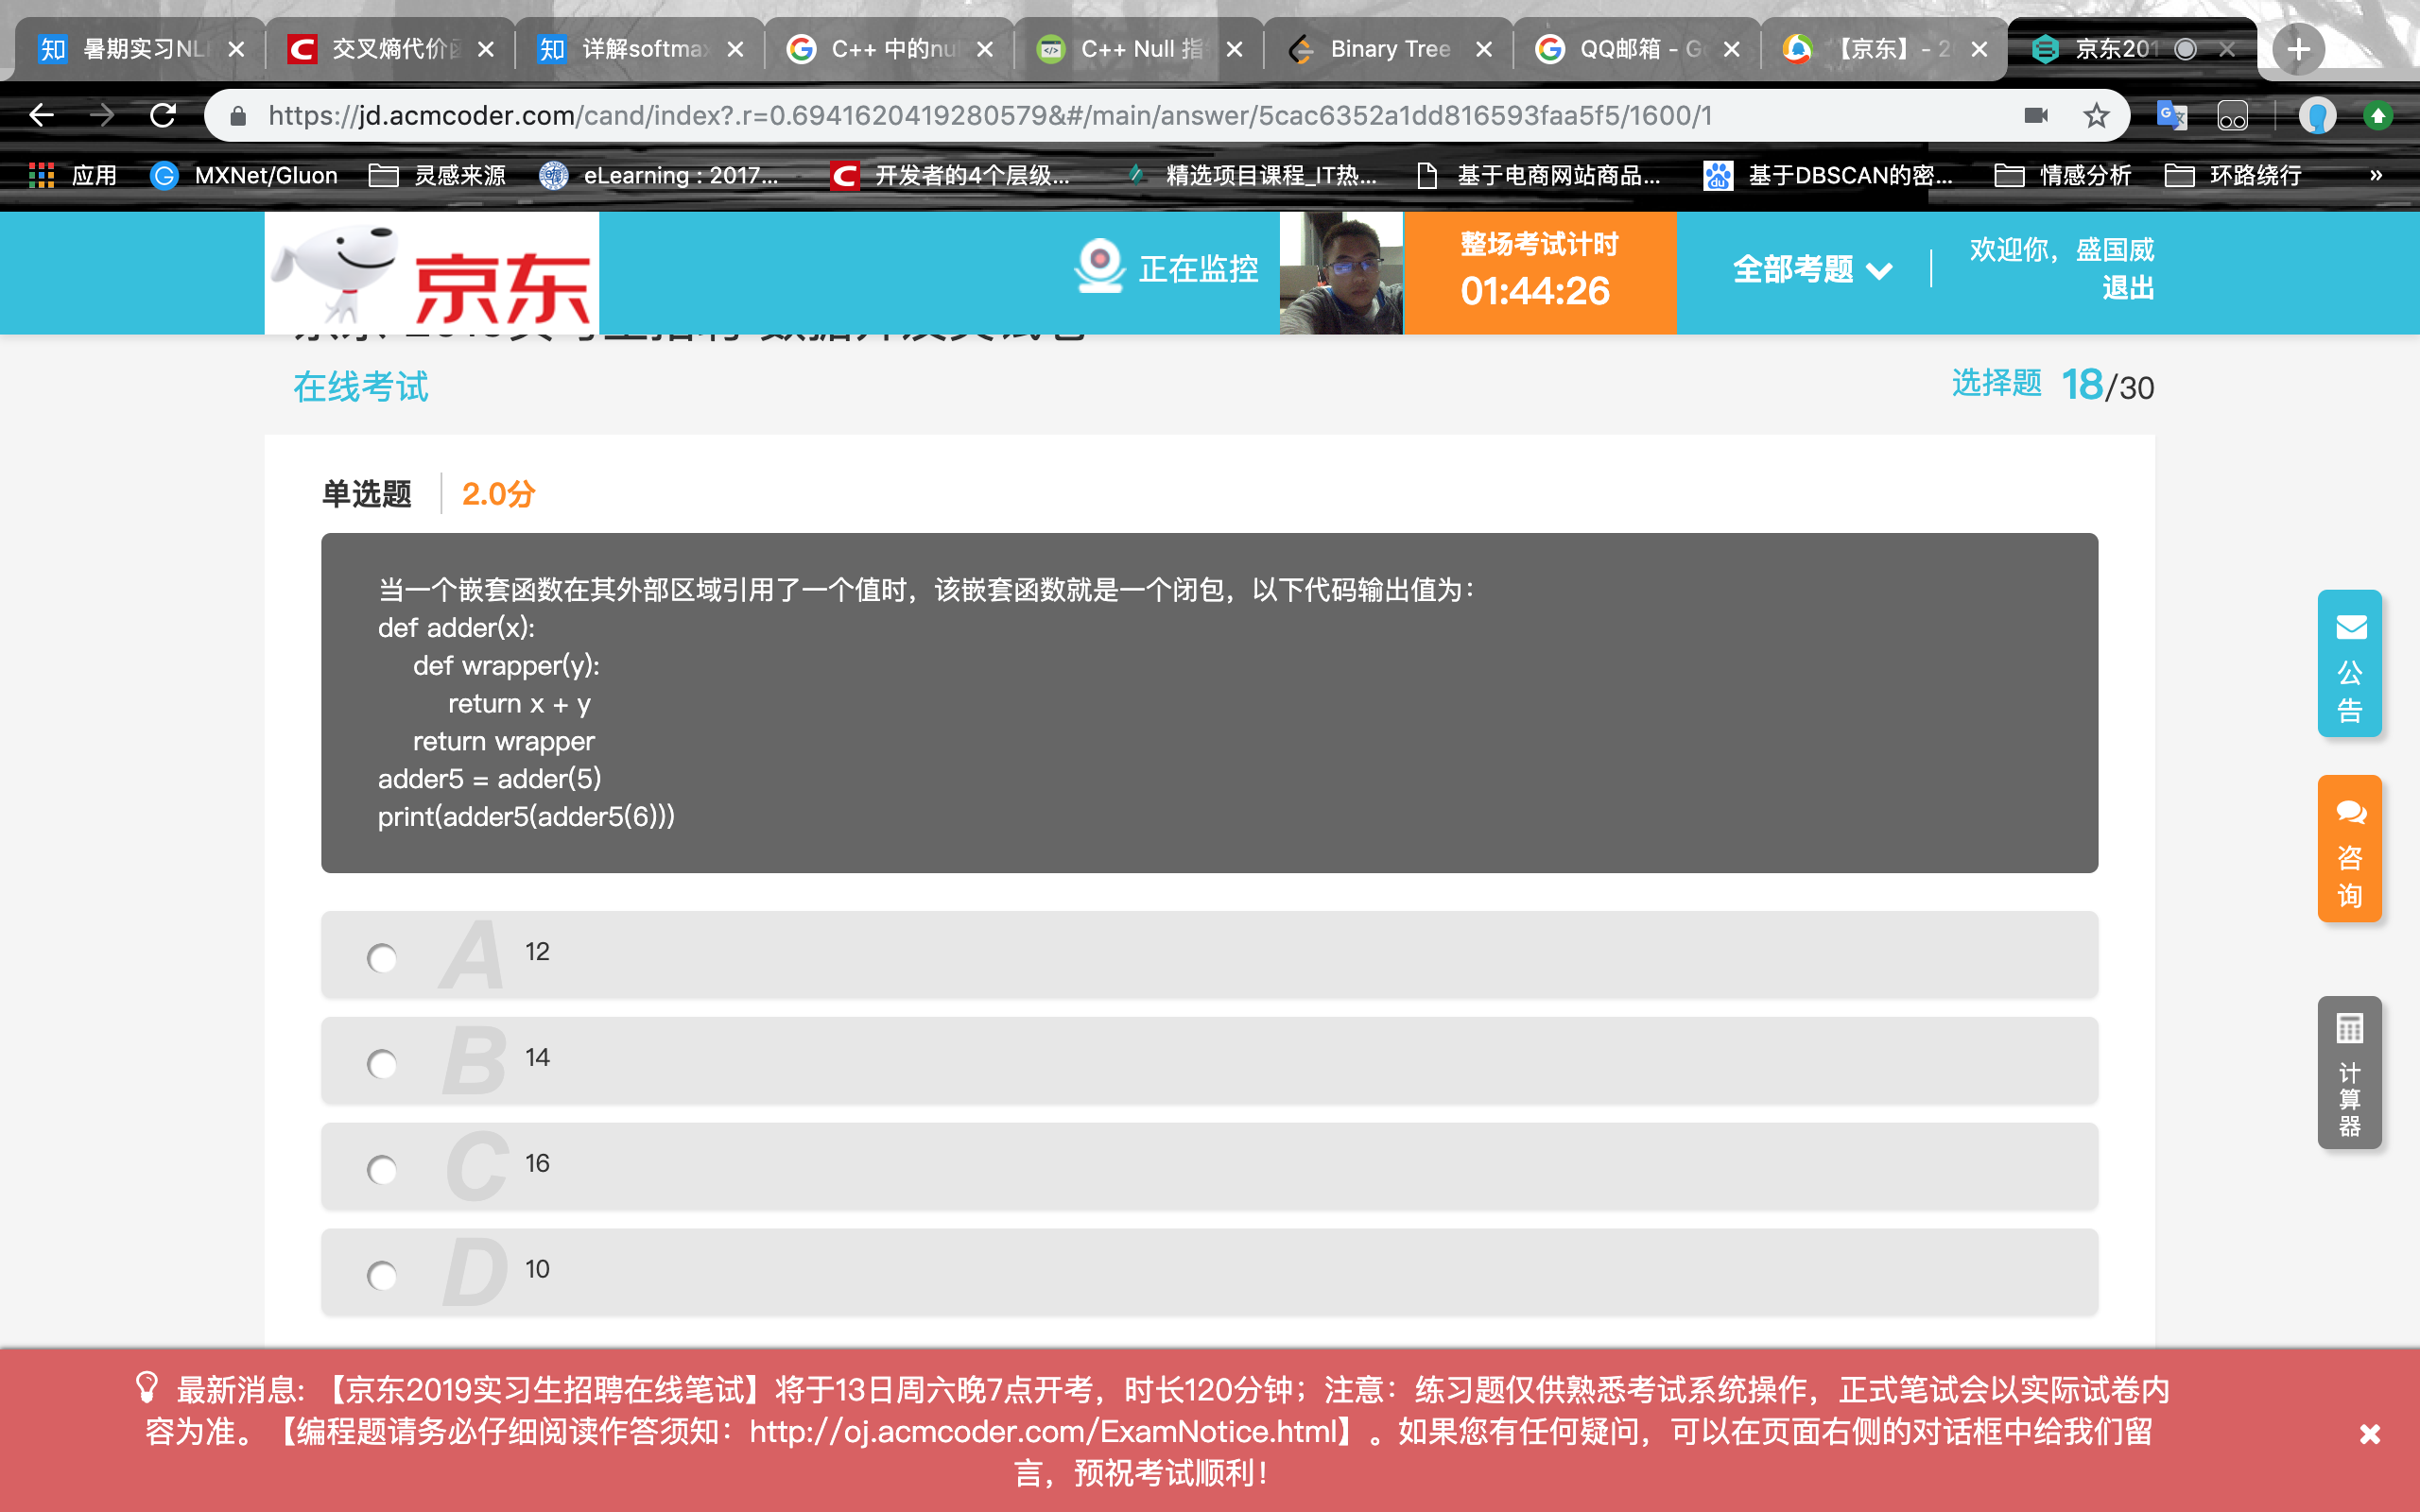 暑期实习NL
交叉熵代价函
详解softma
C++ 中的nu
C++ Null 指
Binary Tree
QQ邮箱 - G
【京东】- 2
京东201
https://jd.acmcoder.com/cand/index?.r=0.6941620419280579&#/main/answer/5cac6352a1dd816593faa5f5/1600/1
应用
MXNet/Gluon
灵感来源
eLearning : 2017...
开发者的4个层级...
精选项目课程_IT热...
基于电商网站商品...
基于DBSCAN的密...
情感分析
环路绕行
»
京东
正在监控
整场考试计时
01:44:26
全部考题
欢迎你，盛国威
退出
在线考试
选择题 18/30
单选题 2.0分
当一个嵌套函数在其外部区域引用了一个值时，该嵌套函数就是一个闭包，以下代码输出值为：
def adder(x):
def wrapper(y):
return x + y
return wrapper
adder5 = adder(5)
print(adder5(adder5(6)))
A 12
B 14
C 16
D 10
公告
咨询
计算器
最新消息:【京东2019实习生招聘在线笔试】将于13日周六晚7点开考，时长120分钟；注意：练习题仅供熟悉考试系统操作，正式笔试会以实际试卷内
容为准。【编程题请务必仔细阅读作答须知：http://oj.acmcoder.com/ExamNotice.html】。如果您有任何疑问，可以在页面右侧的对话框中给我们留
言，预祝考试顺利！